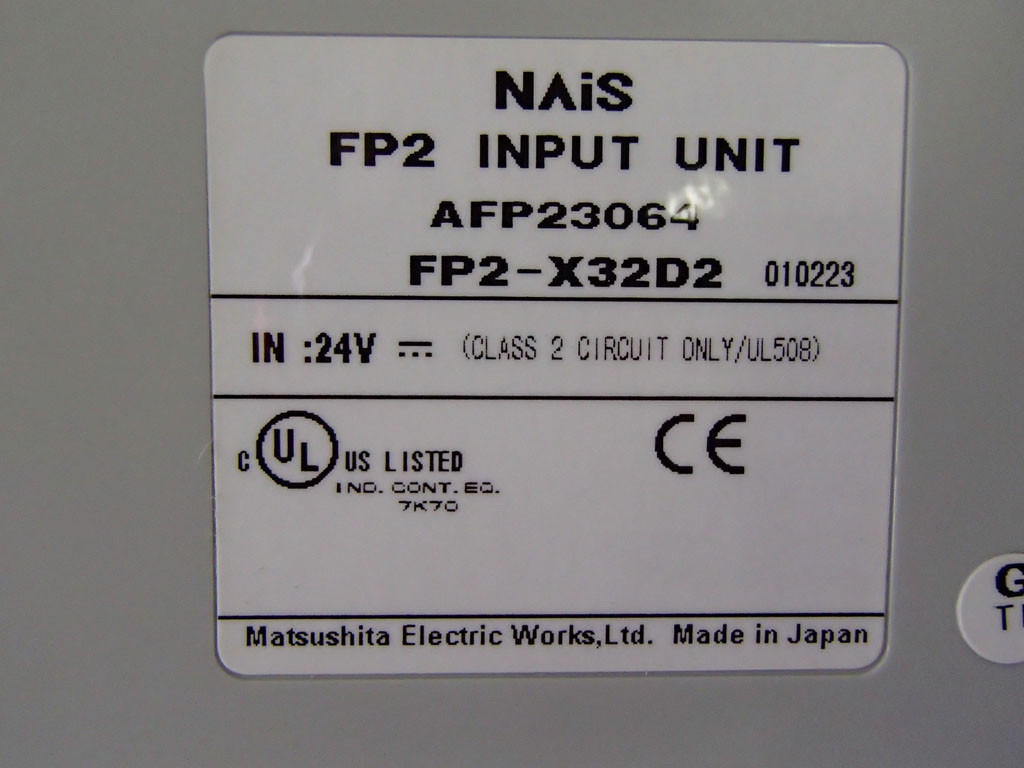 NAiS
FP2 INPUT UNIT
AFP23064
FP2-X32D2 010223
IN :24V ⎓ (CLASS 2 CIRCUIT ONLY/UL508)
C UL US LISTED CE
IND. CONT. EQ.
7K70
Matsushita Electric Works,Ltd. Made in Japan